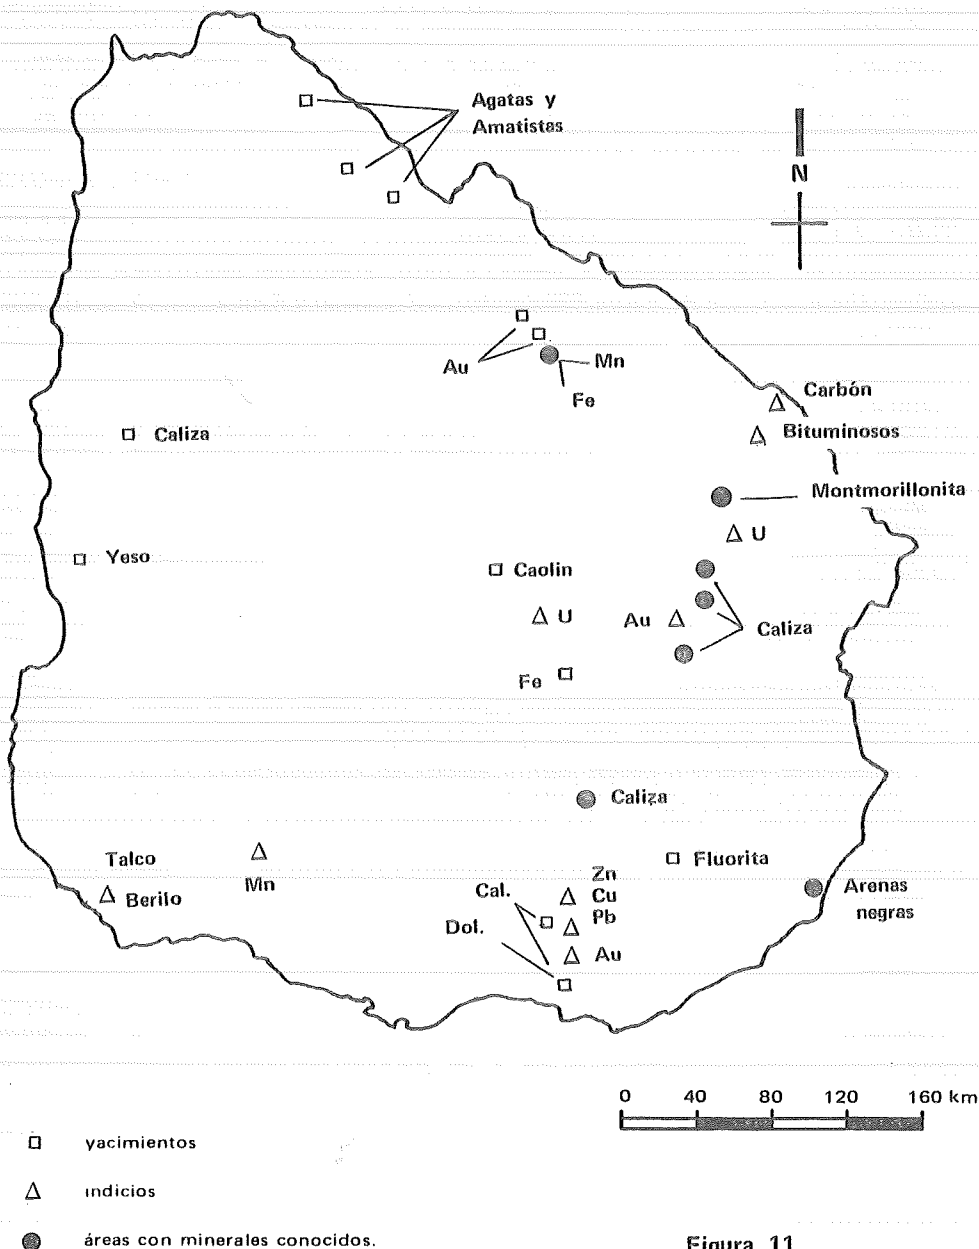 Agatas y
Amatistas
N
Au
Mn
Fe
Carbón
Caliza
Bituminosos
Montmorillonita
U
Yeso
Caolin
U
Au
Caliza
Fe
Caliza
Talco
Mn
Berilo
Fluorita
Zn
Cal.
Cu
Arenas
negras
Pb
Dol.
Au
0 40 80 120 160 km
yacimientos
indicios
áreas con minerales conocidos.
Figura 11